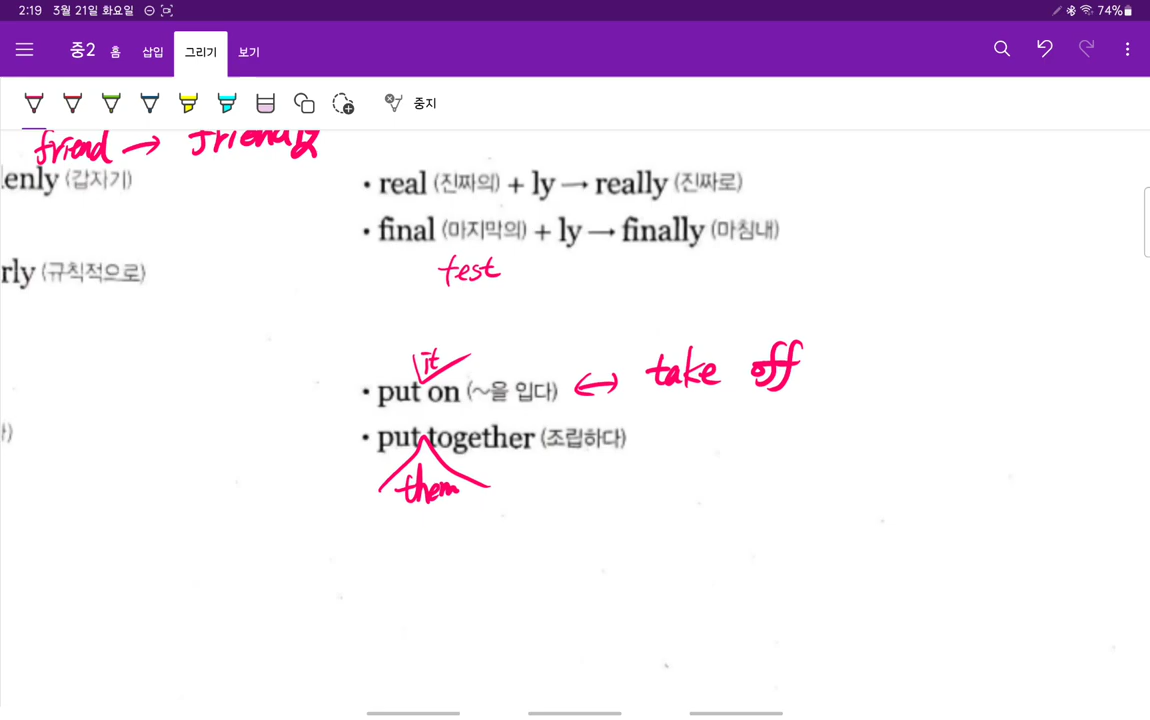 2:19 3월 21일 화요일 74%
중2 홈 삽입 그리기 보기
중지
friend → friendly
lenly (갑자기)
rly (규칙적으로)
• real (진짜의) + ly → really (진짜로)
• final (마지막의) + ly → finally (마침내)
test
it
• put on (~을 입다) ↔ take off
• put together (조립하다)
them